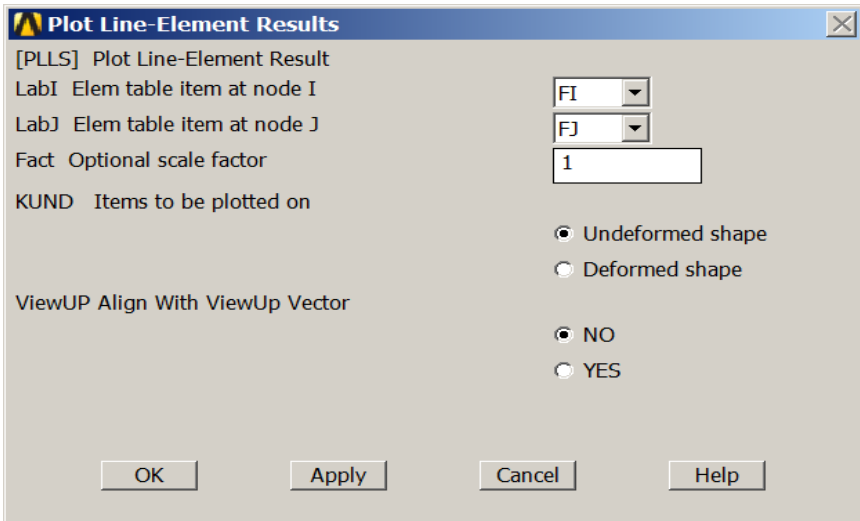 Plot Line-Element Results
[PLLS] Plot Line-Element Result
LabI Elem table item at node I FI
LabJ Elem table item at node J FJ
Fact Optional scale factor 1
KUND Items to be plotted on
Undeformed shape
Deformed shape
ViewUP Align With ViewUp Vector
NO
YES
OK Apply Cancel Help